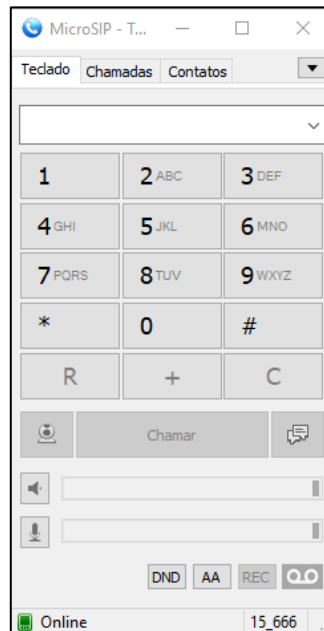 MicroSIP - T...
Teclado Chamadas Contatos
1 2 ABC 3 DEF
4 GHI 5 JKL 6 MNO
7 PQRS 8 TUV 9 WXYZ
* 0 #
R + C
Chamar
DND AA REC
Online 15_666